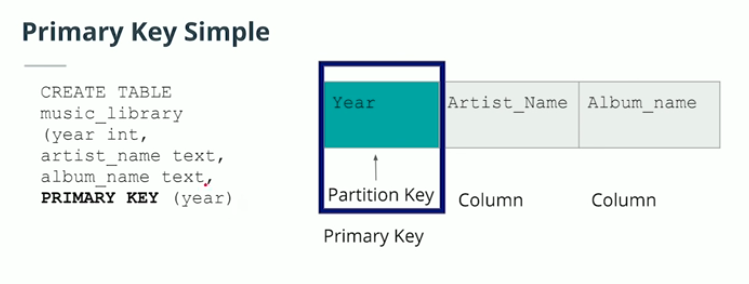 Primary Key Simple
CREATE TABLE
music_library
(year int,
artist_name text,
album_name text,
PRIMARY KEY (year)
Year
Artist_Name
Album_name
Partition Key
Column
Column
Primary Key